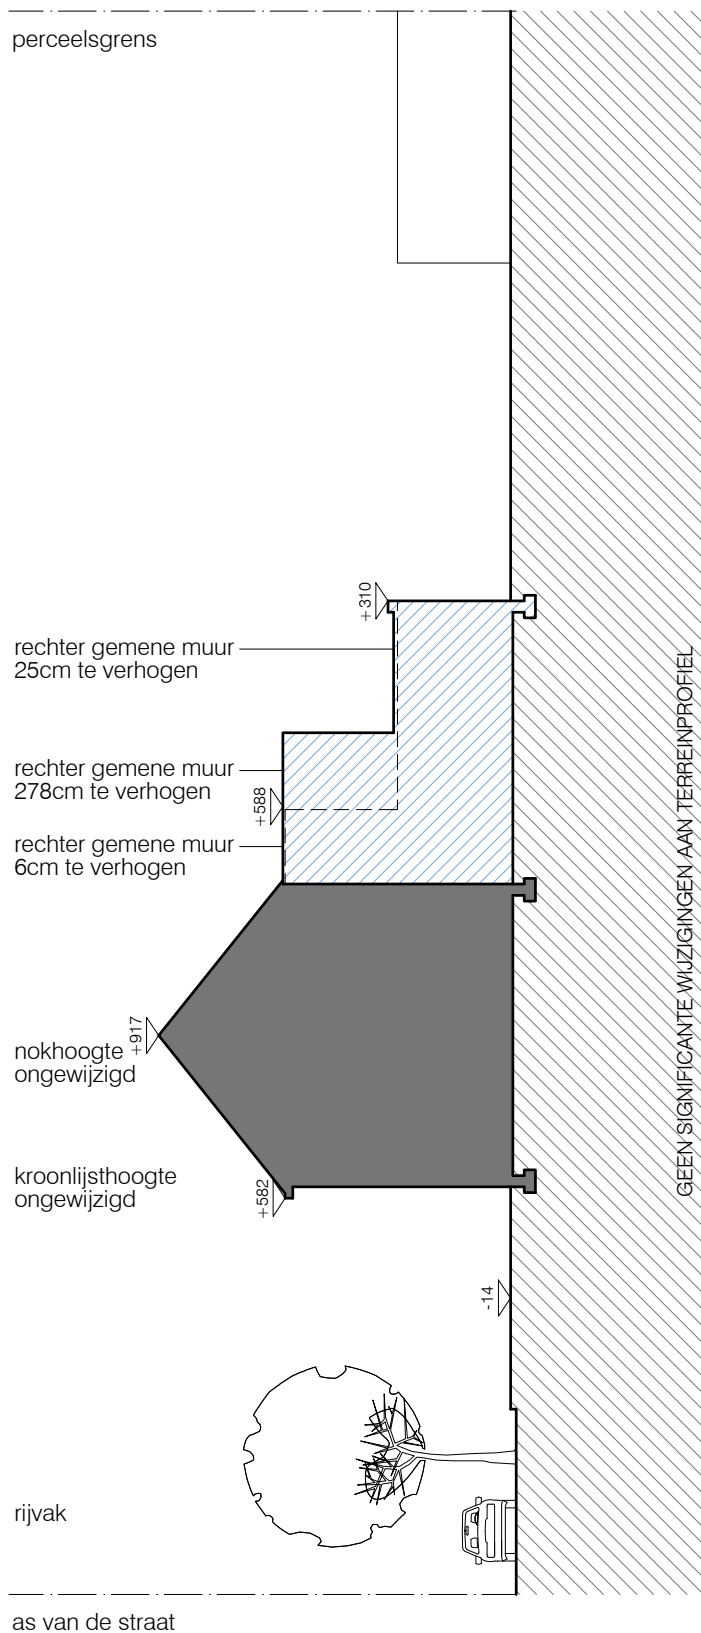 perceelsgrens
+310
rechter gemene muur
25cm te verhogen
rechter gemene muur
278cm te verhogen
+588
rechter gemene muur
6cm te verhogen
GEEN SIGNIFICANTE WIJZIGINGEN AAN TERREINPROFIEL
+917
nokhoogte
ongewijzigd
kroonlijsthoogte
ongewijzigd
+582
-14
rijvak
as van de straat